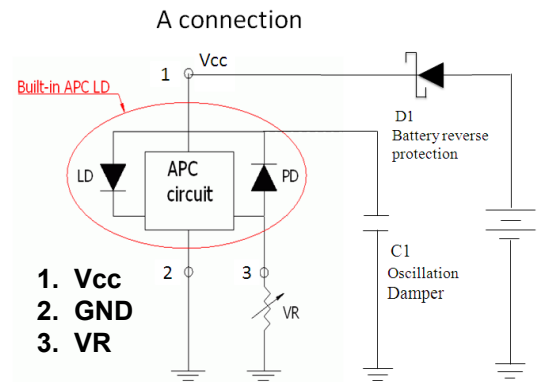 A connection
1
Vcc
Built-in APC LD
D1
Battery reverse
protection
LD
APC
circuit
PD
C1
Oscillation
Damper
2
3
VR
1. Vcc
2. GND
3. VR